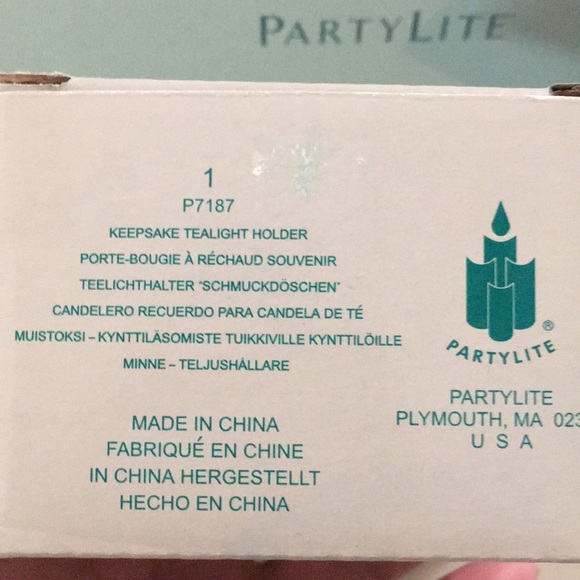 PARTYLITE
1
P7187
KEEPSAKE TEALIGHT HOLDER
PORTE-BOUGIE À RÉCHAUD SOUVENIR
TEELICHTHALTER "SCHMUCKDÖSCHEN"
CANDELERO RECUERDO PARA CANDELA DE TÉ
MUISTOKSI – KYNTTILÄSOMISTE TUIKKIVILLE KYNTTILÖILLE
MINNE – TELJUSHÅLLARE
MADE IN CHINA
FABRIQUÉ EN CHINE
IN CHINA HERGESTELLT
HECHO EN CHINA
®
PARTYLITE
PARTYLITE
PLYMOUTH, MA
U S A